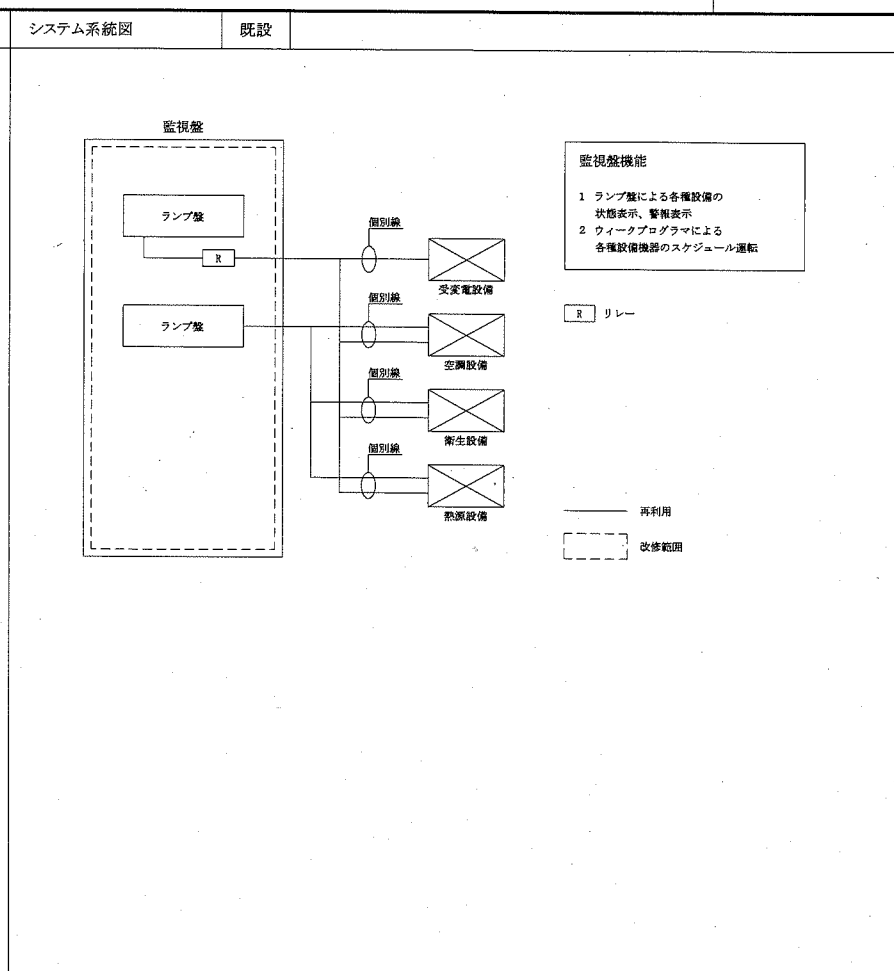 システム系統図
既設
監視盤
ランプ盤
R
ランプ盤
個別線
受変電設備
個別線
空調設備
個別線
衛生設備
個別線
熱源設備
監視盤機能
1 ランプ盤による各種設備の
状態表示、警報表示
2 ウィークプログラマによる
各種設備機器のスケジュール運転
R リレー
再利用
改修範囲